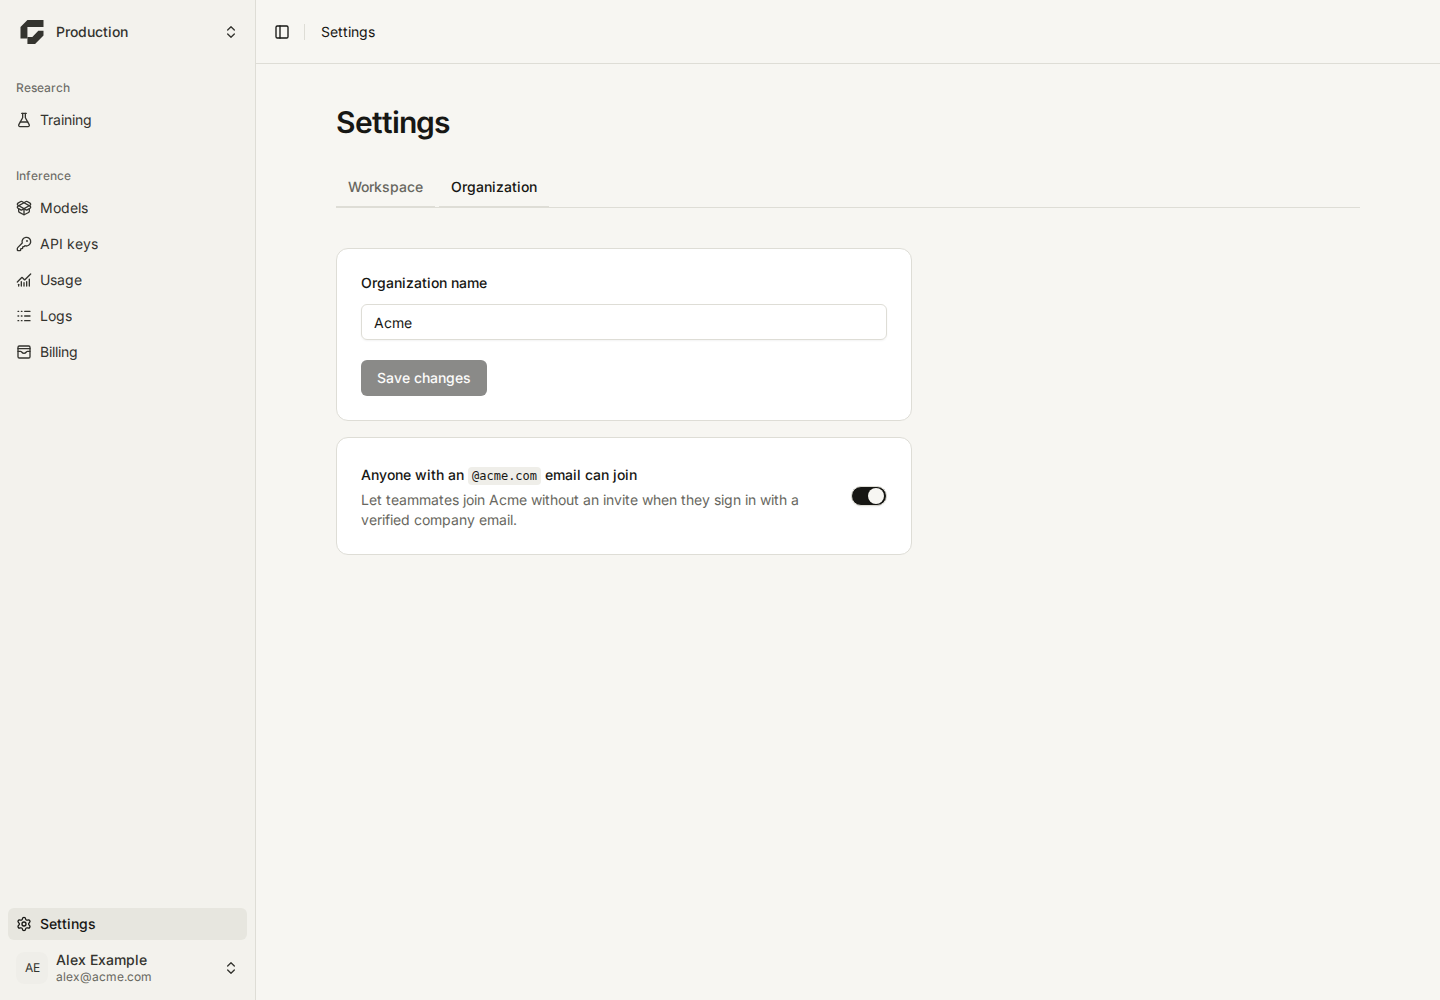 Production
Research
Training
Inference
Models
API keys
Usage
Logs
Billing
Settings
AE
Alex Example
alex@acme.com
Settings
Settings
Workspace
Organization
Organization name
Acme
Save changes
Anyone with an @acme.com email can join
Let teammates join Acme without an invite when they sign in with a
verified company email.